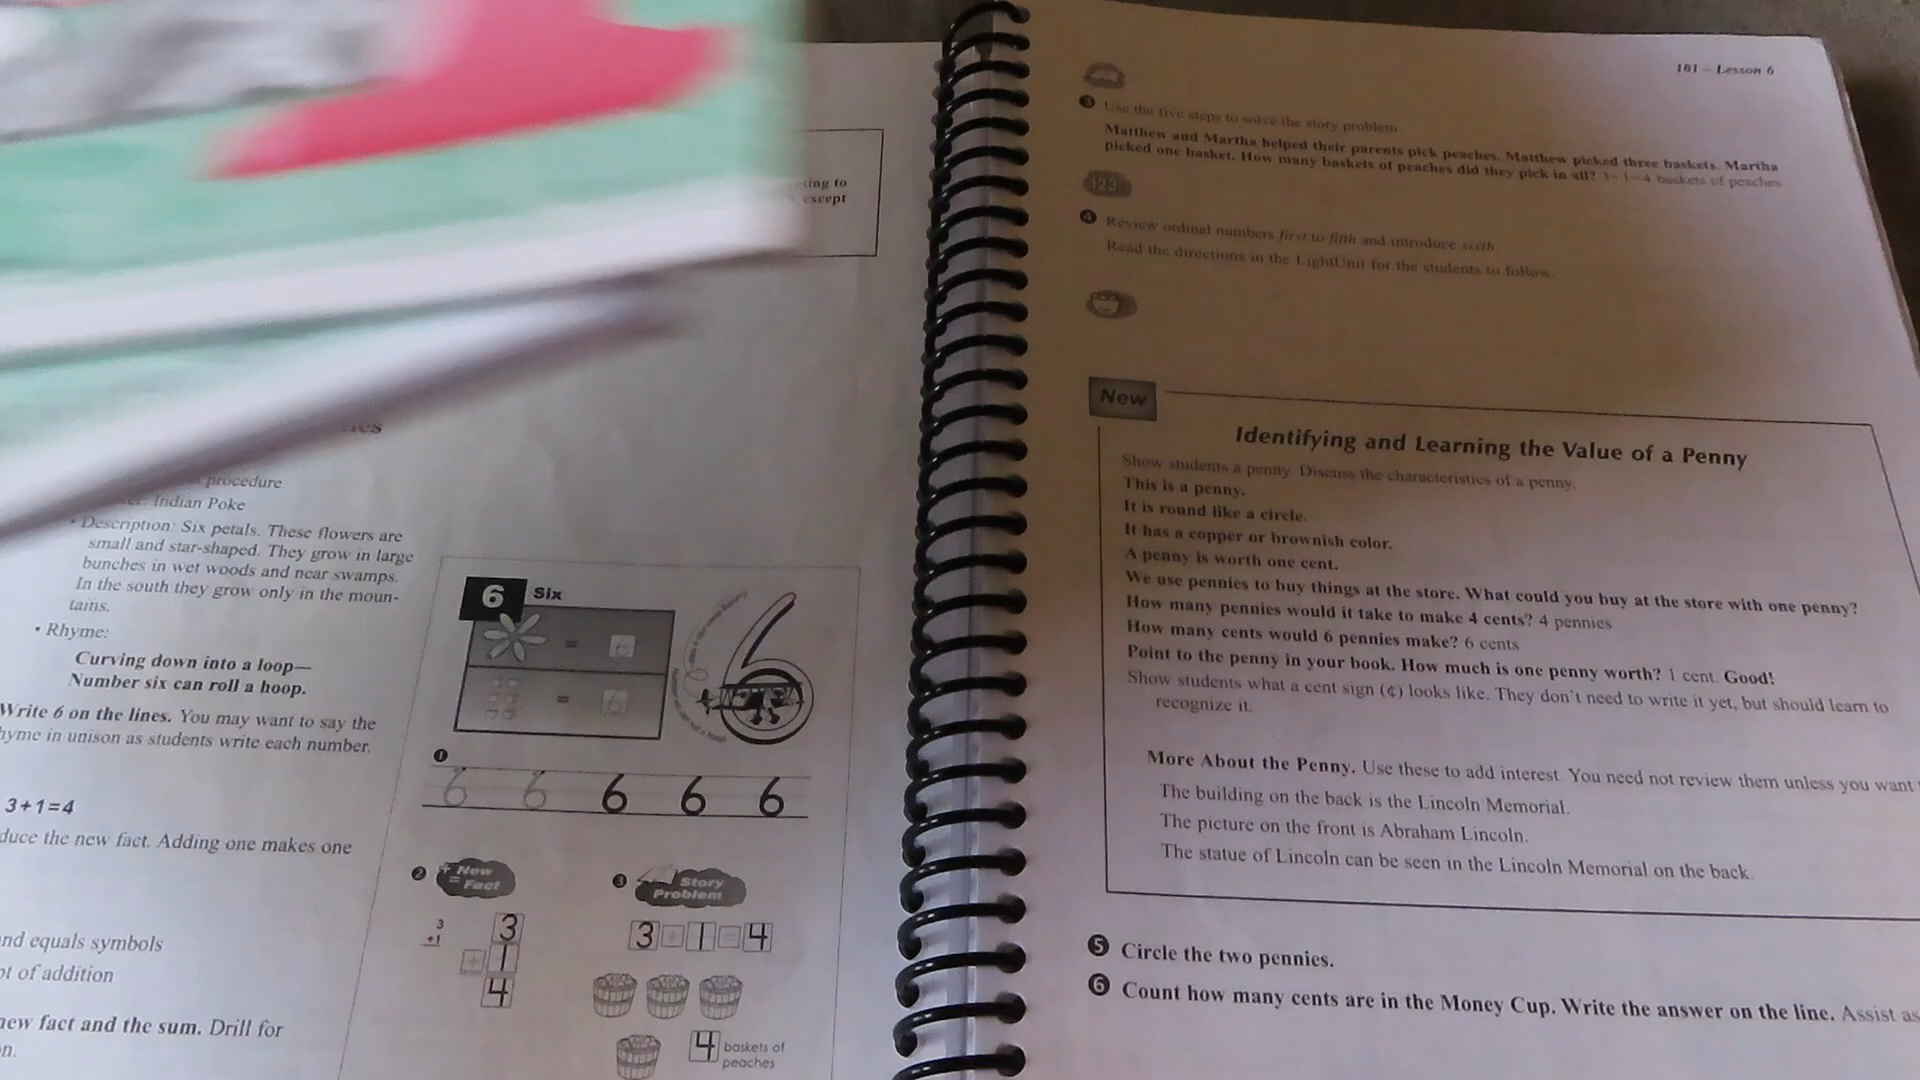 except
procedure.
Indian Poke
• Description: Six petals. These flowers are
small and star-shaped. They grow in large
bunches in wet woods and near swamps.
In the south they grow only in the moun-
tains.
• Rhyme:
Curving down into a loop—
Number six can roll a hoop.
Write 6 on the lines. You may want to say the
hyme in unison as students write each number.
3+1=4
duce the new fact. Adding one makes one
nd equals symbols
pt of addition
new fact and the sum. Drill for
n.
6 Six
= 6
= 6
6
❶
6 6 6 6 6
❷ + = New Fact
3
+1
3
+ 1
4
❸ Story Problem
3 + 1 = 4
4 baskets of
peaches
101 – Lesson 6
❸ Use the five steps to solve the story problem.
Matthew and Martha helped their parents pick peaches. Matthew picked three baskets. Martha
picked one basket. How many baskets of peaches did they pick in all? 3+1=4 baskets of peaches
123
❹ Review ordinal numbers first to fifth and introduce sixth.
Read the directions in the LightUnit for the students to follow.
New
Identifying and Learning the Value of a Penny
Show students a penny. Discuss the characteristics of a penny.
This is a penny.
It is round like a circle.
It has a copper or brownish color.
A penny is worth one cent.
We use pennies to buy things at the store. What could you buy at the store with one penny?
How many pennies would it take to make 4 cents? 4 pennies
How many cents would 6 pennies make? 6 cents
Point to the penny in your book. How much is one penny worth? 1 cent. Good!
Show students what a cent sign (¢) looks like. They don't need to write it yet, but should learn to
recognize it.
More About the Penny. Use these to add interest. You need not review them unless you want
The building on the back is the Lincoln Memorial.
The picture on the front is Abraham Lincoln.
The statue of Lincoln can be seen in the Lincoln Memorial on the back.
❺ Circle the two pennies.
❻ Count how many cents are in the Money Cup. Write the answer on the line. Assist as